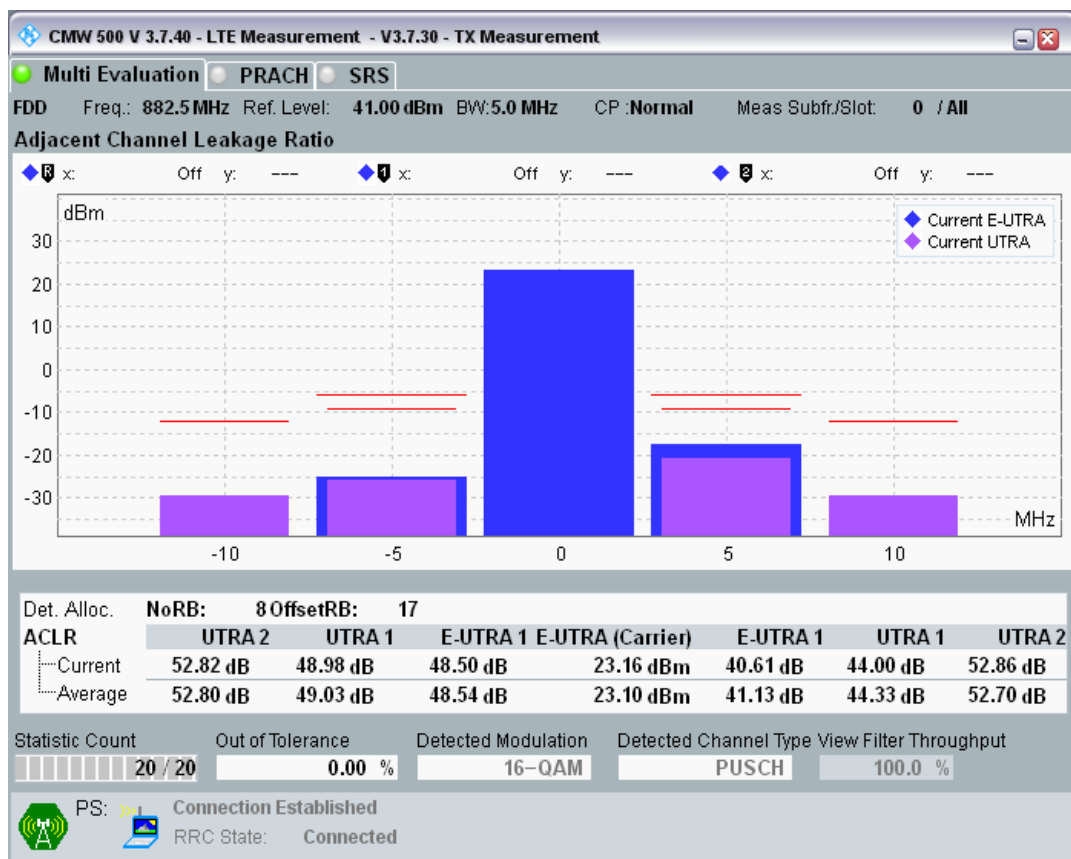 CMW 500 V 3.7.40 - LTE Measurement - V3.7.30 - TX Measurement
Multi Evaluation PRACH SRS
FDD Freq.: 882.5 MHz Ref. Level: 41.00 dBm BW:5.0 MHz CP :Normal Meas Subfr./Slot: 0 / All
Adjacent Channel Leakage Ratio
R x: Off y: --- 1 x: Off y: --- 2 x: Off y: ---
dBm
Current E-UTRA
Current UTRA
30
20
10
0
-10
-20
-30
MHz
-10 -5 0 5 10
Det. Alloc. NoRB: 8 OffsetRB: 17
ACLR UTRA 2 UTRA 1 E-UTRA 1 E-UTRA (Carrier) E-UTRA 1 UTRA 1 UTRA 2
Current 52.82 dB 48.98 dB 48.50 dB 23.16 dBm 40.61 dB 44.00 dB 52.86 dB
Average 52.80 dB 49.03 dB 48.54 dB 23.10 dBm 41.13 dB 44.33 dB 52.70 dB
Statistic Count Out of Tolerance Detected Modulation Detected Channel Type View Filter Throughput
20 / 20 0.00 % 16-QAM PUSCH 100.0 %
PS: Connection Established
RRC State: Connected